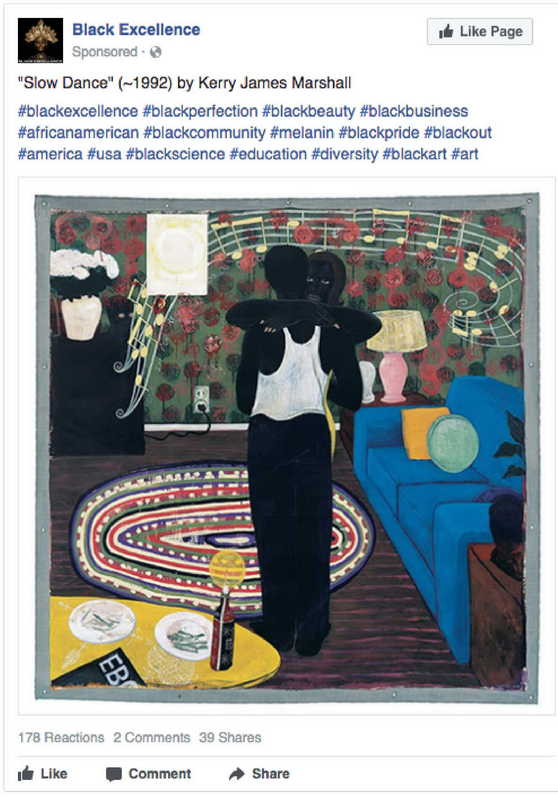 Black Excellence
Like Page
Sponsored ·
"Slow Dance" (~1992) by Kerry James Marshall
#blackexcellence #blackperfection #blackbeauty #blackbusiness
#africanamerican #blackcommunity #melanin #blackpride #blackout
#america #usa #blackscience #education #diversity #blackart #art
EBO
178 Reactions 2 Comments 39 Shares
Like Comment Share